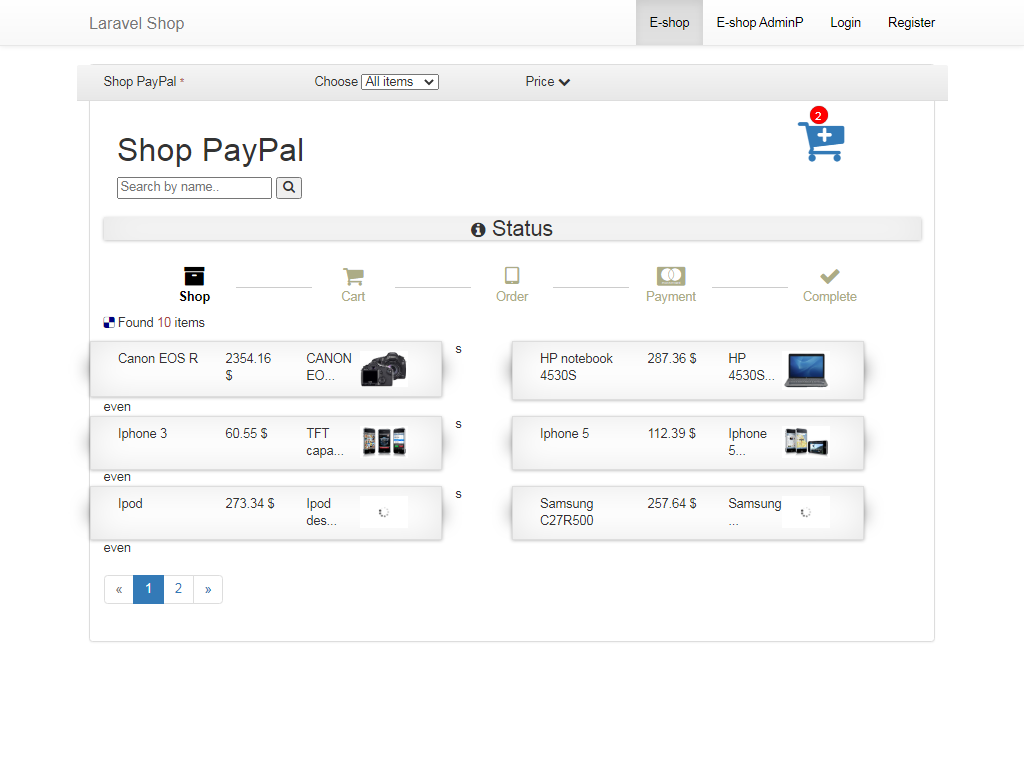 Laravel Shop
E-shop
E-shop AdminP
Login
Register
Shop PayPal *
Choose All items
Price
2
Shop PayPal
Search by name..
Status
Shop
Cart
Order
Payment
Complete
Found 10 items
Canon EOS R
2354.16
$
CANON
EO...
s
HP notebook
4530S
287.36 $
HP
4530S...
even
Iphone 3
60.55 $
TFT
capa...
s
Iphone 5
112.39 $
Iphone
5...
even
Ipod
273.34 $
Ipod
des...
s
Samsung
C27R500
257.64 $
Samsung
...
even
« 1 2 »